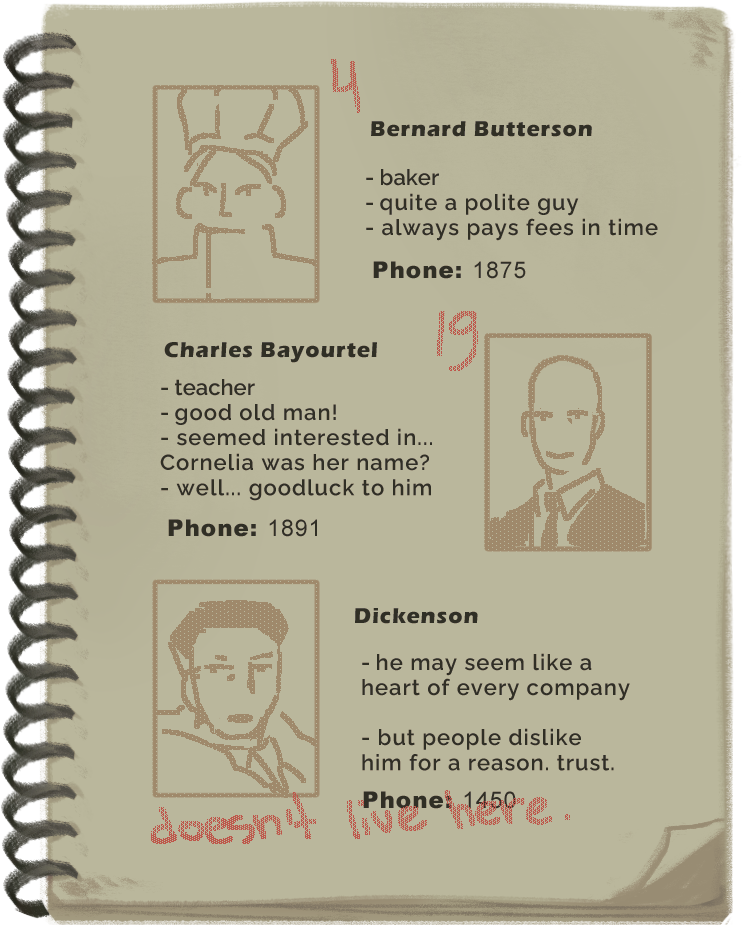 4
Bernard Butterson
- baker
- quite a polite guy
- always pays fees in time
Phone: 1875
19
Charles Bayourtel
- teacher
- good old man!
- seemed interested in...
Cornelia was her name?
- well... goodluck to him
Phone: 1891
Dickenson
- he may seem like a
heart of every company
- but people dislike
him for a reason. trust.
Phone: 1450
doesn't live here.